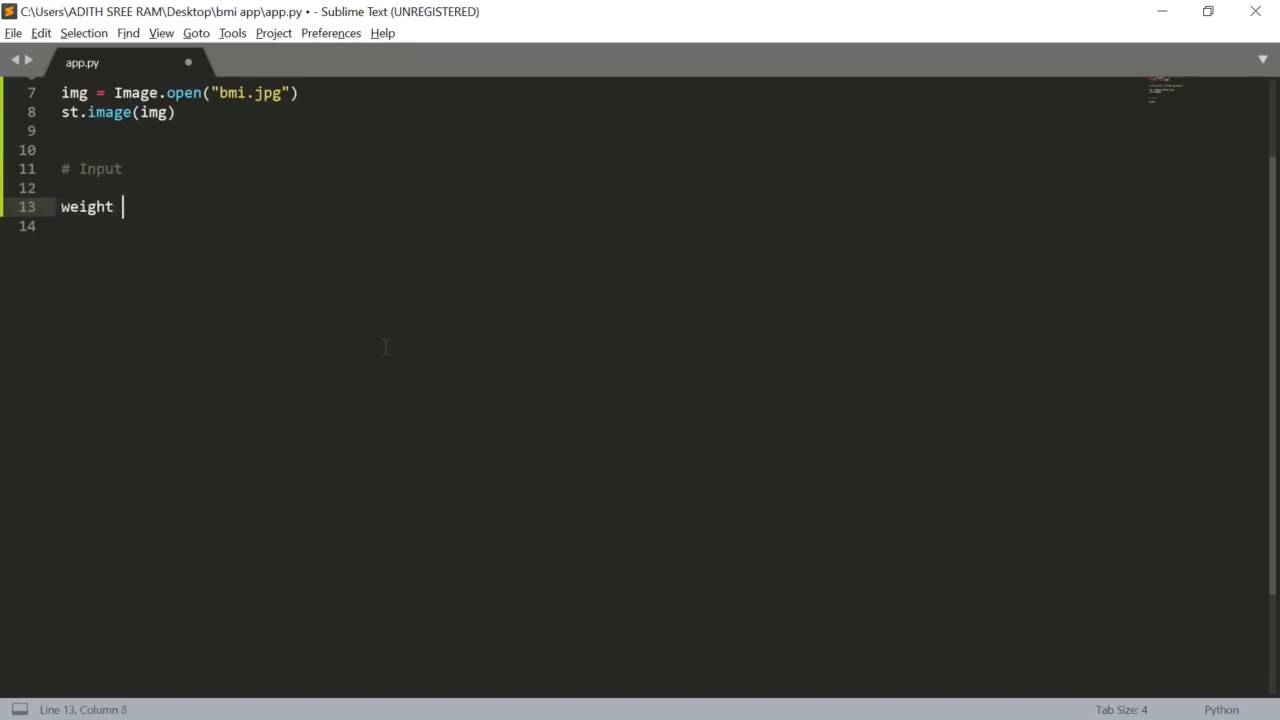 C:\Users\ADITH SREE RAM\Desktop\bmi app\app.py • - Sublime Text (UNREGISTERED)
File Edit Selection Find View Goto Tools Project Preferences Help
app.py
7 img = Image.open("bmi.jpg")
8 st.image(img)
9
10
11 # Input
12
13 weight
14
Line 13, Column 8 Tab Size: 4 Python